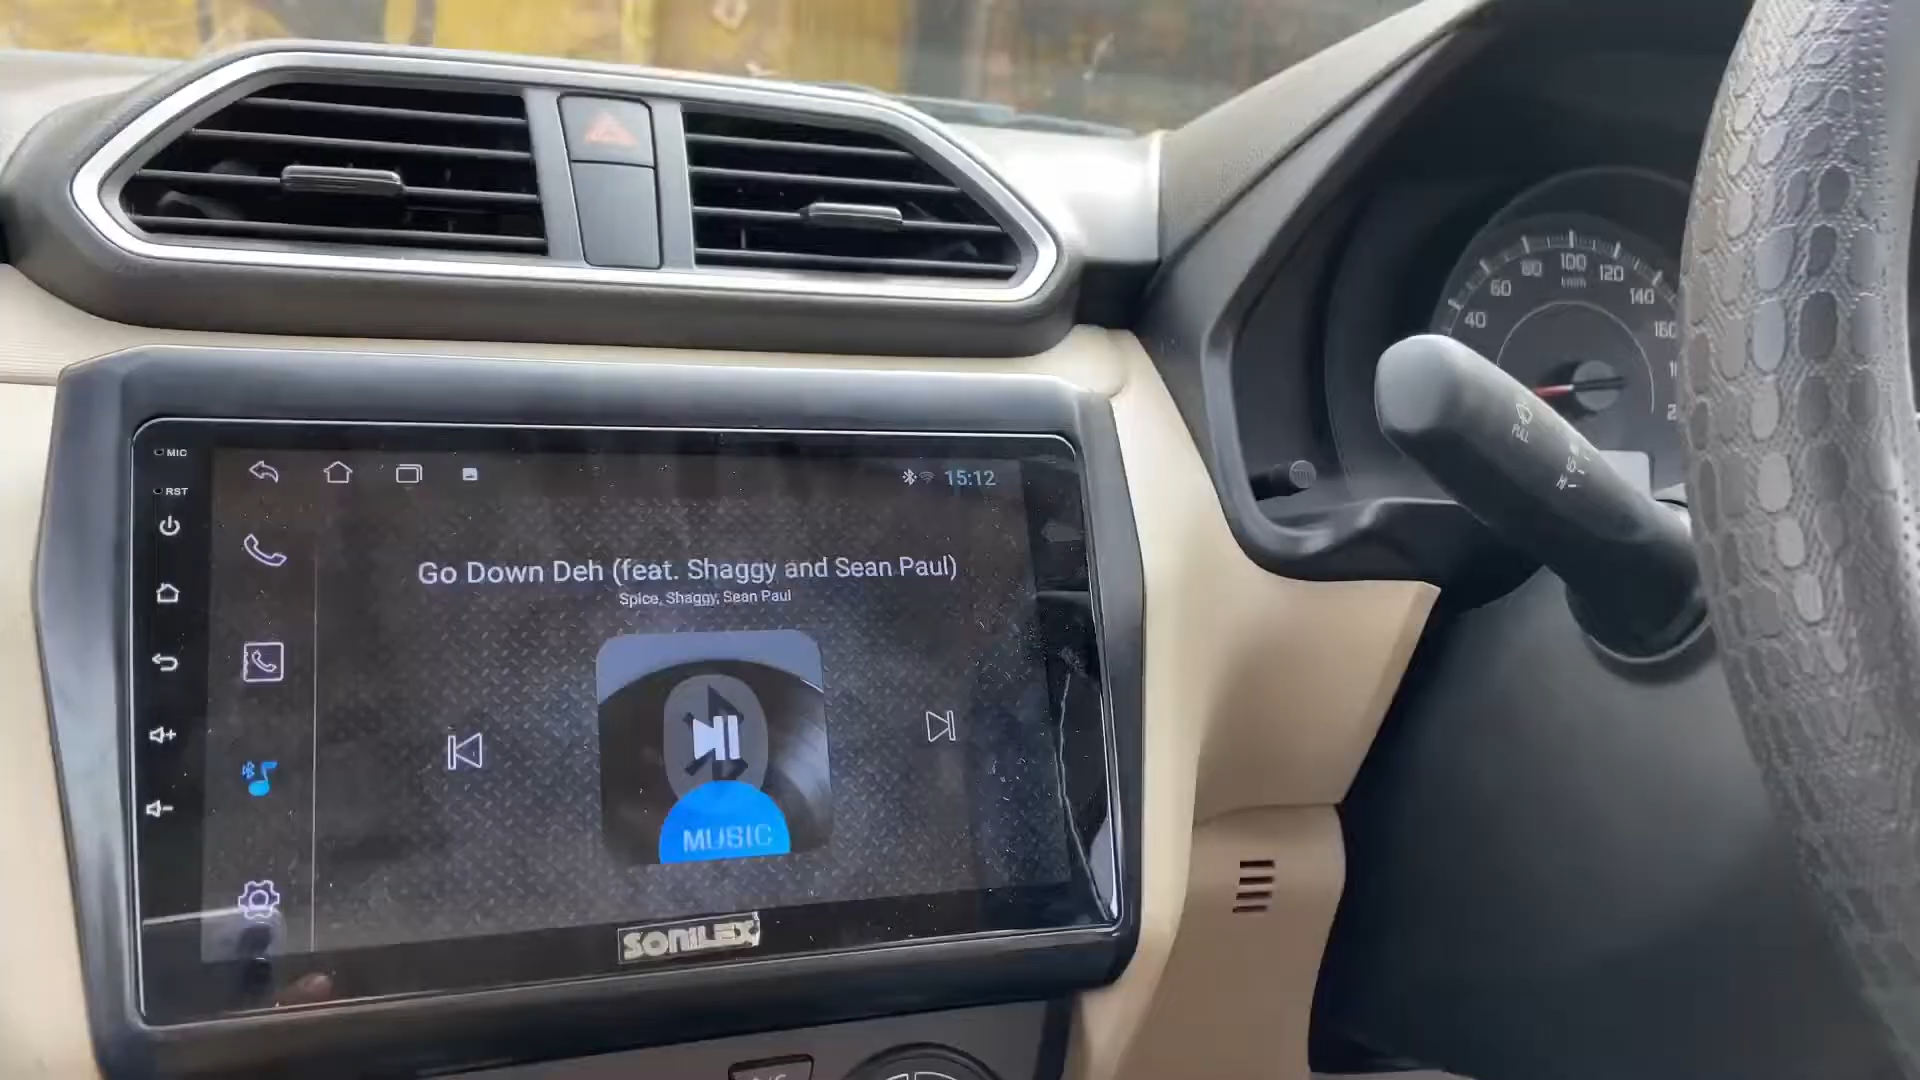 MIC
RST
15:12
Go Down Deh (feat. Shaggy and Sean Paul)
Spice, Shaggy, Sean Paul
MUSIC
SONILEX
40
60
80
100
120
140
160
km/h
PULL
HI